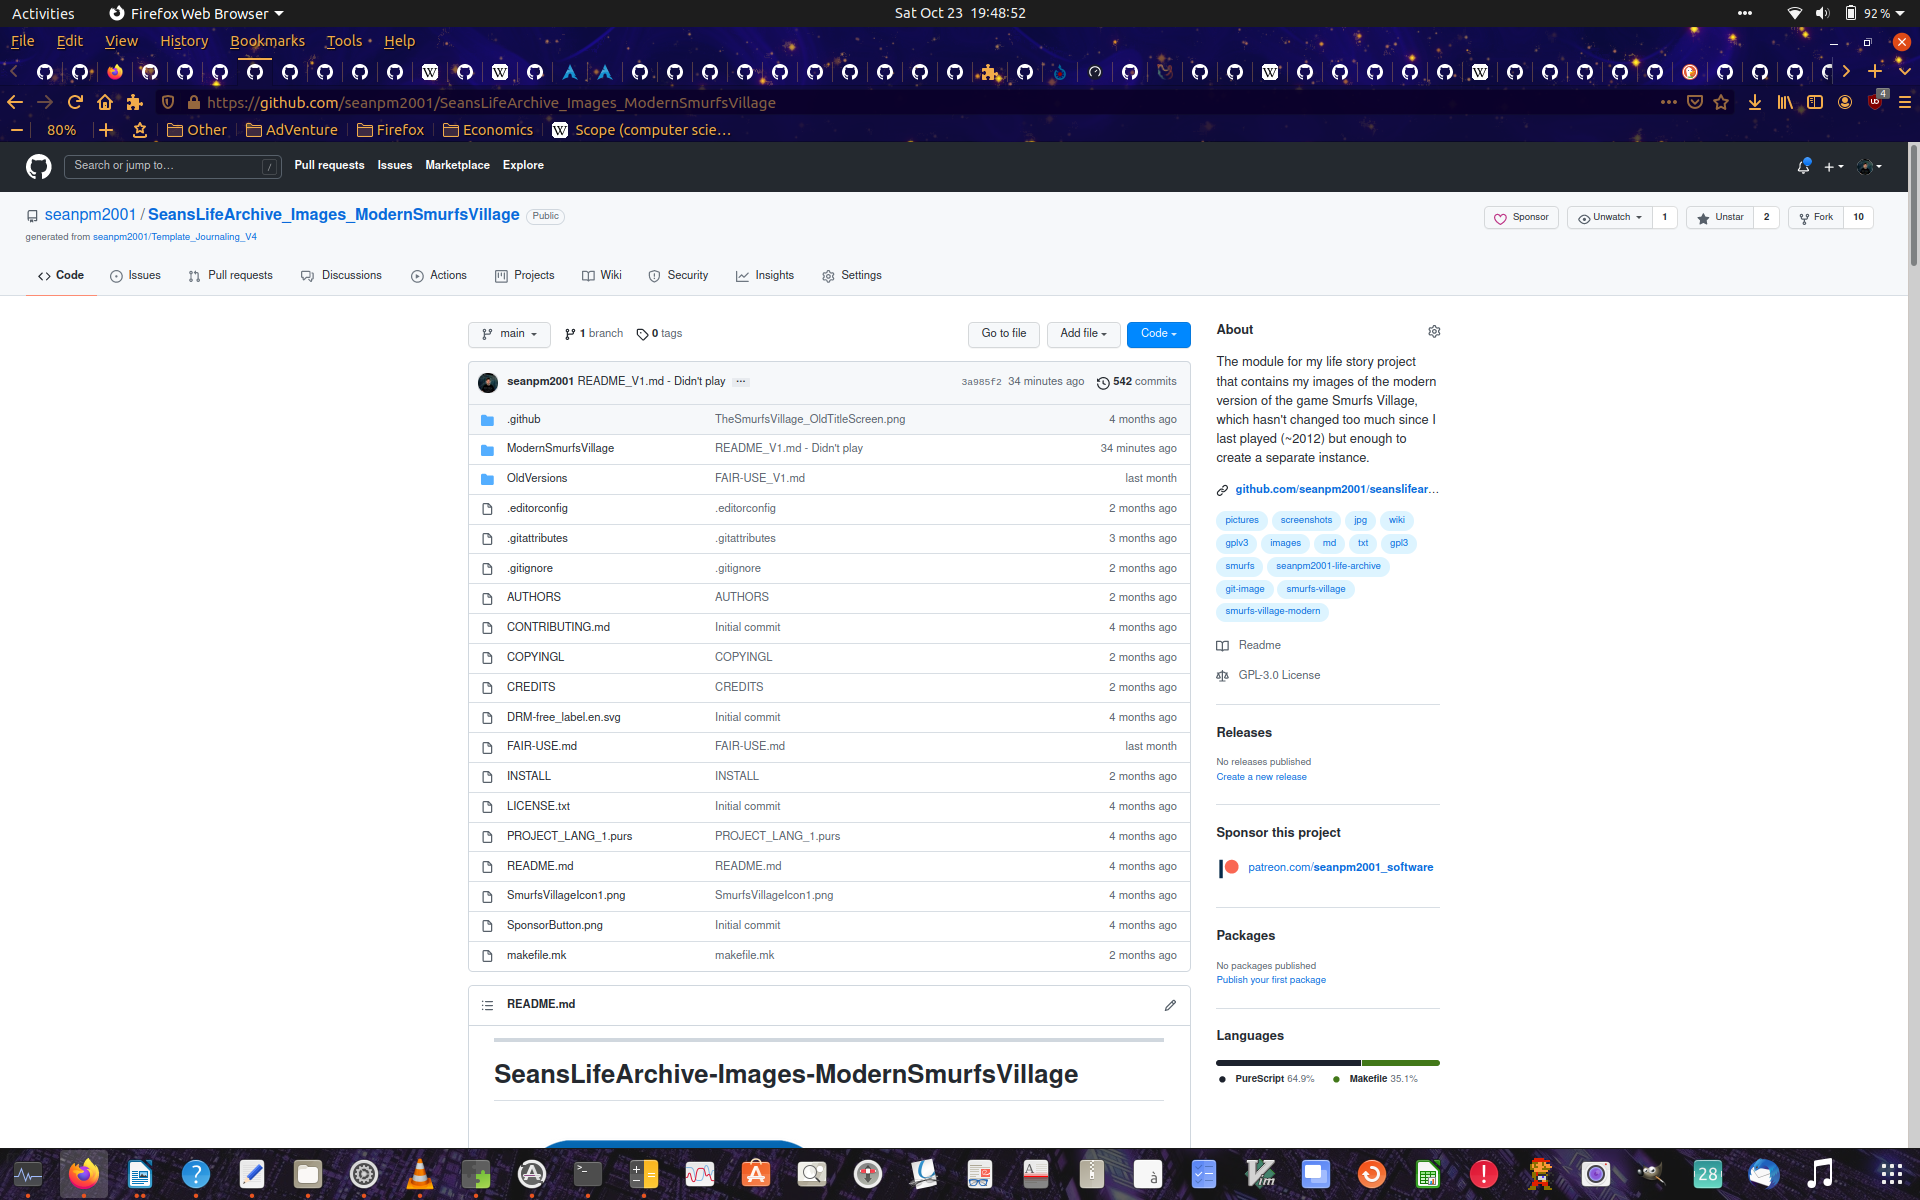 Activities Firefox Web Browser Sat Oct 23 19:48:52 92 %
File Edit View History Bookmarks Tools Help
https://github.com/seanpm2001/SeansLifeArchive_Images_ModernSmurfsVillage 4
80% Other AdVenture Firefox Economics Scope (computer scie…
Search or jump to… / Pull requests Issues Marketplace Explore
seanpm2001 / SeansLifeArchive_Images_ModernSmurfsVillage Public
Sponsor Unwatch 1 Unstar 2 Fork 10
generated from seanpm2001/Template_Journaling_V4
Code Issues Pull requests Discussions Actions Projects Wiki Security Insights Settings
main 1 branch 0 tags Go to file Add file Code
seanpm2001 README_V1.md - Didn't play ... 3a985f2 34 minutes ago 542 commits
.github TheSmurfsVillage_OldTitleScreen.png 4 months ago
ModernSmurfsVillage README_V1.md - Didn't play 34 minutes ago
OldVersions FAIR-USE_V1.md last month
.editorconfig .editorconfig 2 months ago
.gitattributes .gitattributes 3 months ago
.gitignore .gitignore 2 months ago
AUTHORS AUTHORS 2 months ago
CONTRIBUTING.md Initial commit 4 months ago
COPYINGL COPYINGL 2 months ago
CREDITS CREDITS 2 months ago
DRM-free_label.en.svg Initial commit 4 months ago
FAIR-USE.md FAIR-USE.md last month
INSTALL INSTALL 2 months ago
LICENSE.txt Initial commit 4 months ago
PROJECT_LANG_1.purs PROJECT_LANG_1.purs 4 months ago
README.md README.md 4 months ago
SmurfsVillageIcon1.png SmurfsVillageIcon1.png 4 months ago
SponsorButton.png Initial commit 4 months ago
makefile.mk makefile.mk 2 months ago
README.md
SeansLifeArchive-Images-ModernSmurfsVillage
About
The module for my life story project
that contains my images of the modern
version of the game Smurfs Village,
which hasn't changed too much since I
last played (~2012) but enough to
create a separate instance.
github.com/seanpm2001/seanslifear…
pictures screenshots jpg wiki
gplv3 images md txt gpl3
smurfs seanpm2001-life-archive
git-image smurfs-village
smurfs-village-modern
Readme
GPL-3.0 License
Releases
No releases published
Create a new release
Sponsor this project
patreon.com/seanpm2001_software
Packages
No packages published
Publish your first package
Languages
PureScript 64.9% Makefile 35.1%
28